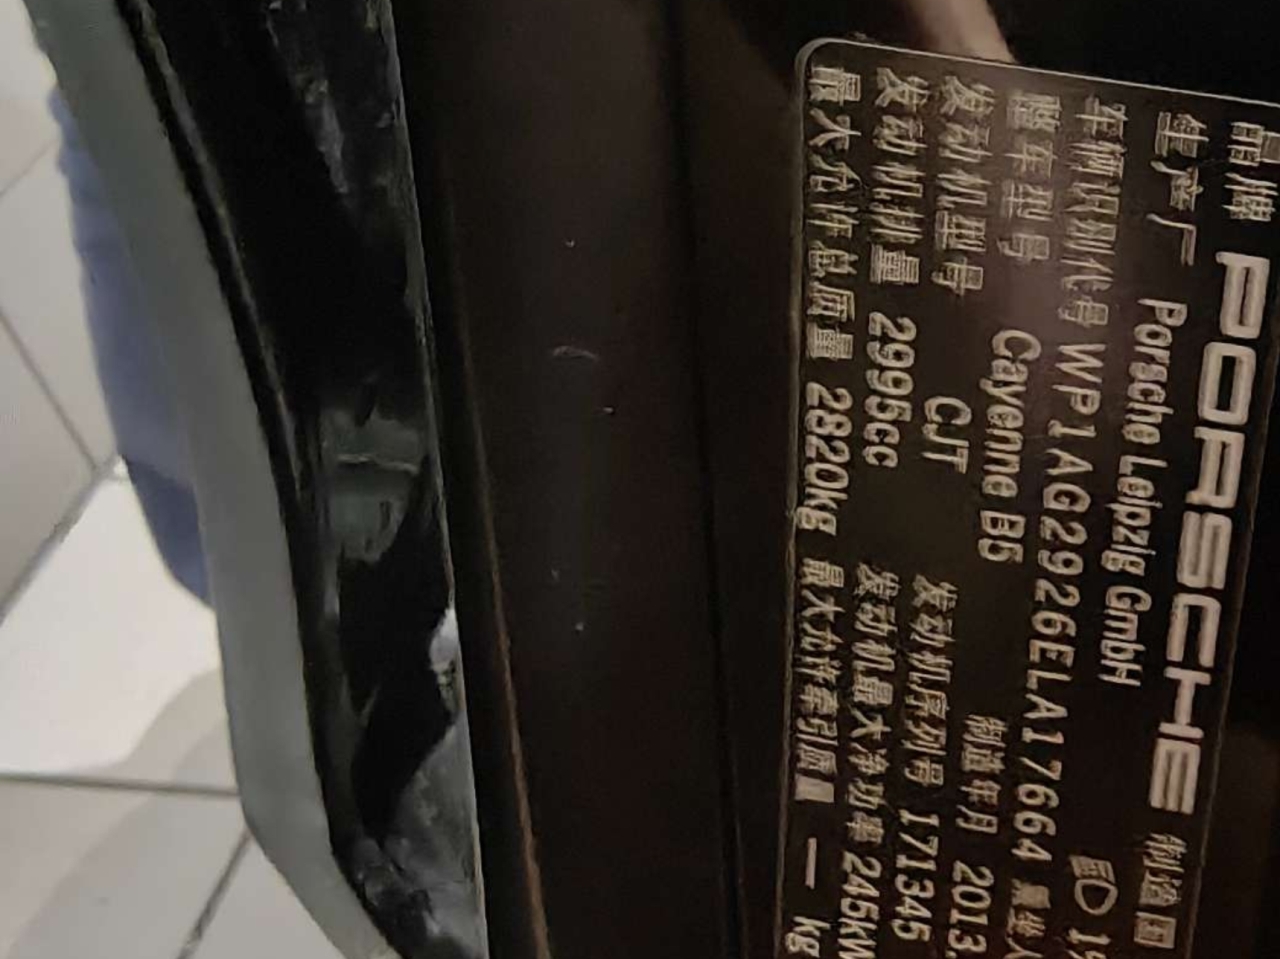 品牌 PORSCHE 制造国
生产厂 Porsche Leipzig GmbH
车辆识别代号 WP1AG2926ELA17664
整车型号 Cayenne B5 制造年月 2013.
发动机型号 CJT 发动机序列号 171345
发动机排量 2995cc 发动机最大净功率 245kW
最大允许总质量 2820kg 最大允许牵引质量 — kg